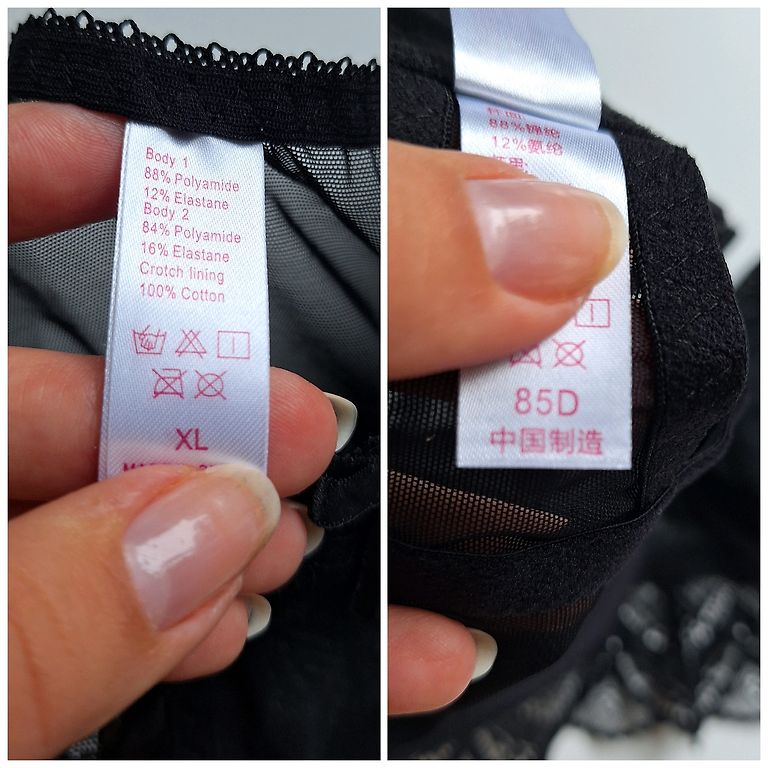 Body 1
88% Polyamide
12% Elastane
Body 2
84% Polyamide
16% Elastane
Crotch lining
100% Cotton
XL
88%锦纶
12%氨纶
85D
中国制造